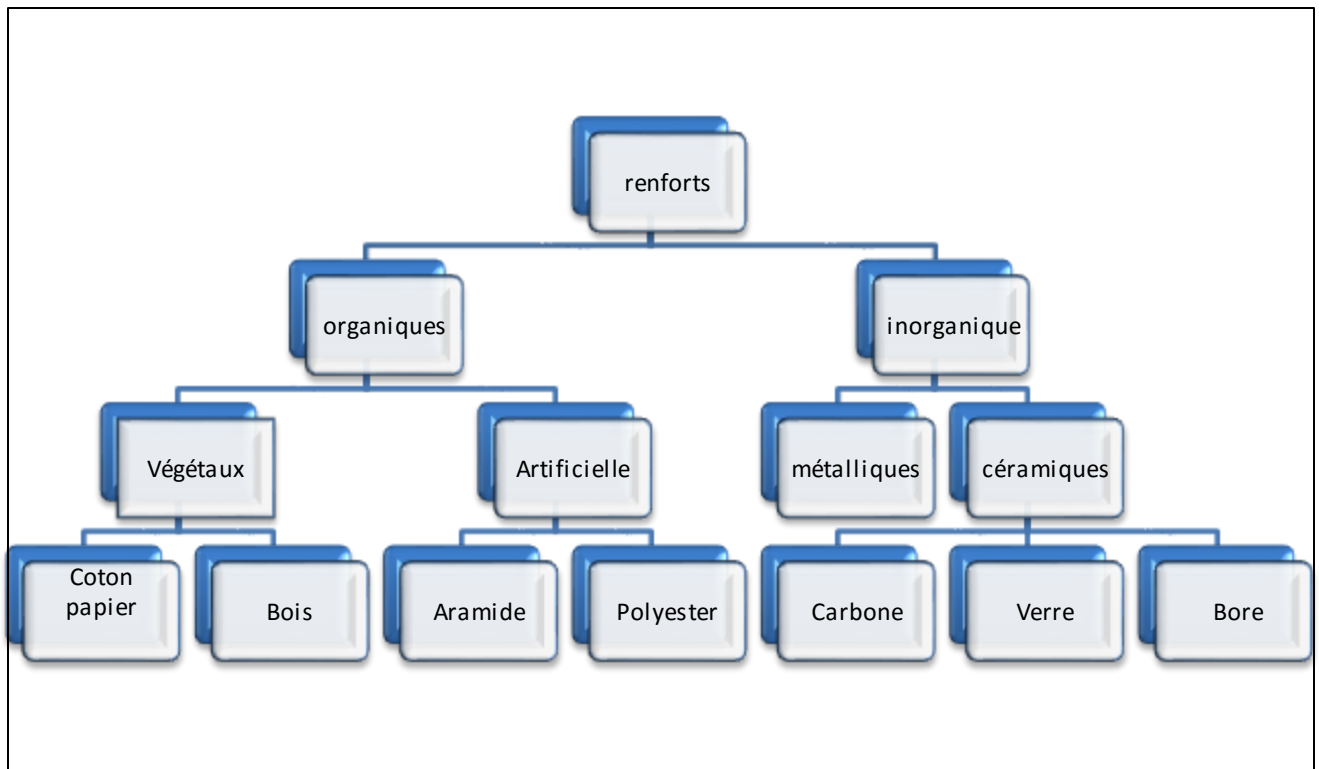 renforts
organiques
inorganique
Végétaux
Artificielle
métalliques
céramiques
Coton
papier
Bois
Aramide
Polyester
Carbone
Verre
Bore